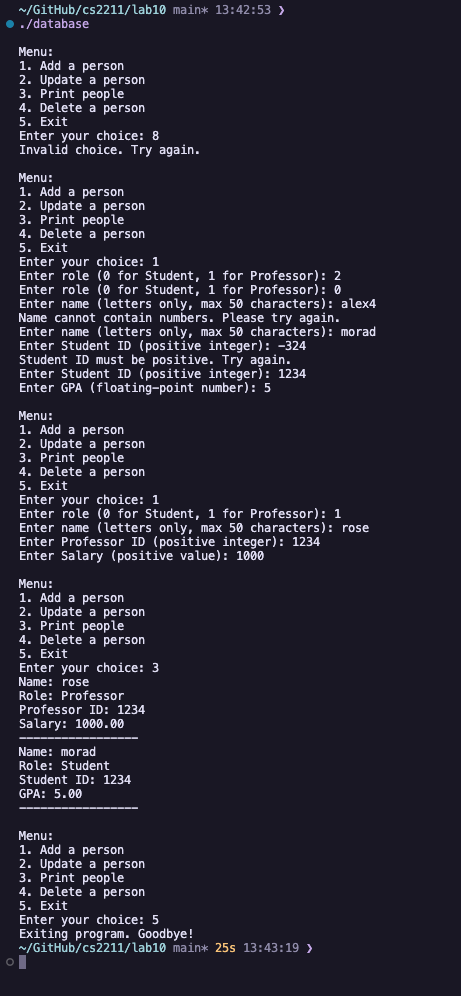 ~/GitHub/cs2211/lab10 main* 13:42:53 ❯
./database
Menu:
1. Add a person
2. Update a person
3. Print people
4. Delete a person
5. Exit
Enter your choice: 8
Invalid choice. Try again.
Menu:
1. Add a person
2. Update a person
3. Print people
4. Delete a person
5. Exit
Enter your choice: 1
Enter role (0 for Student, 1 for Professor): 2
Enter role (0 for Student, 1 for Professor): 0
Enter name (letters only, max 50 characters): alex4
Name cannot contain numbers. Please try again.
Enter name (letters only, max 50 characters): morad
Enter Student ID (positive integer): -324
Student ID must be positive. Try again.
Enter Student ID (positive integer): 1234
Enter GPA (floating-point number): 5
Menu:
1. Add a person
2. Update a person
3. Print people
4. Delete a person
5. Exit
Enter your choice: 1
Enter role (0 for Student, 1 for Professor): 1
Enter name (letters only, max 50 characters): rose
Enter Professor ID (positive integer): 1234
Enter Salary (positive value): 1000
Menu:
1. Add a person
2. Update a person
3. Print people
4. Delete a person
5. Exit
Enter your choice: 3
Name: rose
Role: Professor
Professor ID: 1234
Salary: 1000.00
-----------------
Name: morad
Role: Student
Student ID: 1234
GPA: 5.00
-----------------
Menu:
1. Add a person
2. Update a person
3. Print people
4. Delete a person
5. Exit
Enter your choice: 5
Exiting program. Goodbye!
~/GitHub/cs2211/lab10 main* 25s 13:43:19 ❯